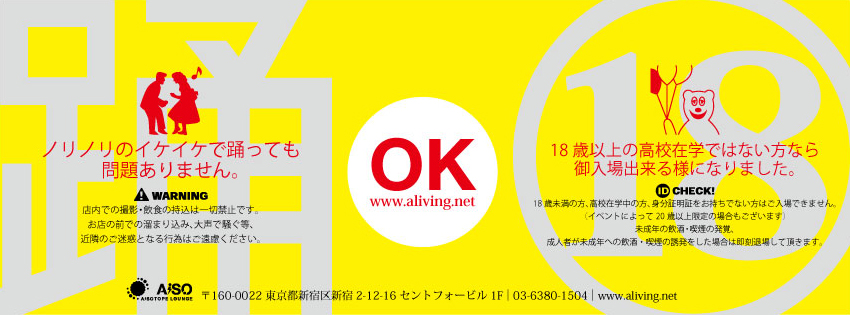 踊
ノリノリのイケイケで踊っても
問題ありません。
WARNING
店内での撮影・飲食の持込は一切禁止です。
お店の前での溜まり込み、大声で騒ぐ等、
近隣のご迷惑となる行為はご遠慮ください。
OK
www.aliving.net
18
18 歳以上の高校在学ではない方なら
御入場出来る様になりました。
ID CHECK!
18 歳未満の方、高校在学中の方、身分証明証をお持ちでない方はご入場できません。
（イベントによって 20 歳以上限定の場合もございます）
未成年の飲酒・喫煙の発覚、
成人者が未成年への飲酒・喫煙の誘発をした場合は即刻退場して頂きます。
AiSO
AiSOTOPE LOUNGE
〒160-0022 東京都新宿区新宿 2-12-16 セントフォービル 1F | 03-6380-1504 | www.aliving.net